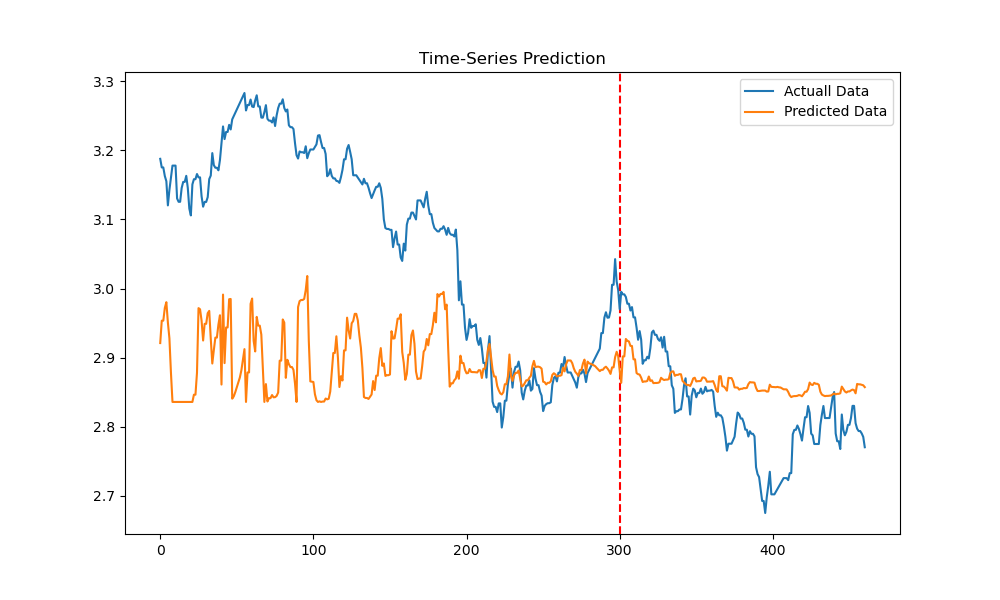 Time-Series Prediction
Actuall Data
Predicted Data
3.3
3.2
3.1
3.0
2.9
2.8
2.7
0 100 200 300 400